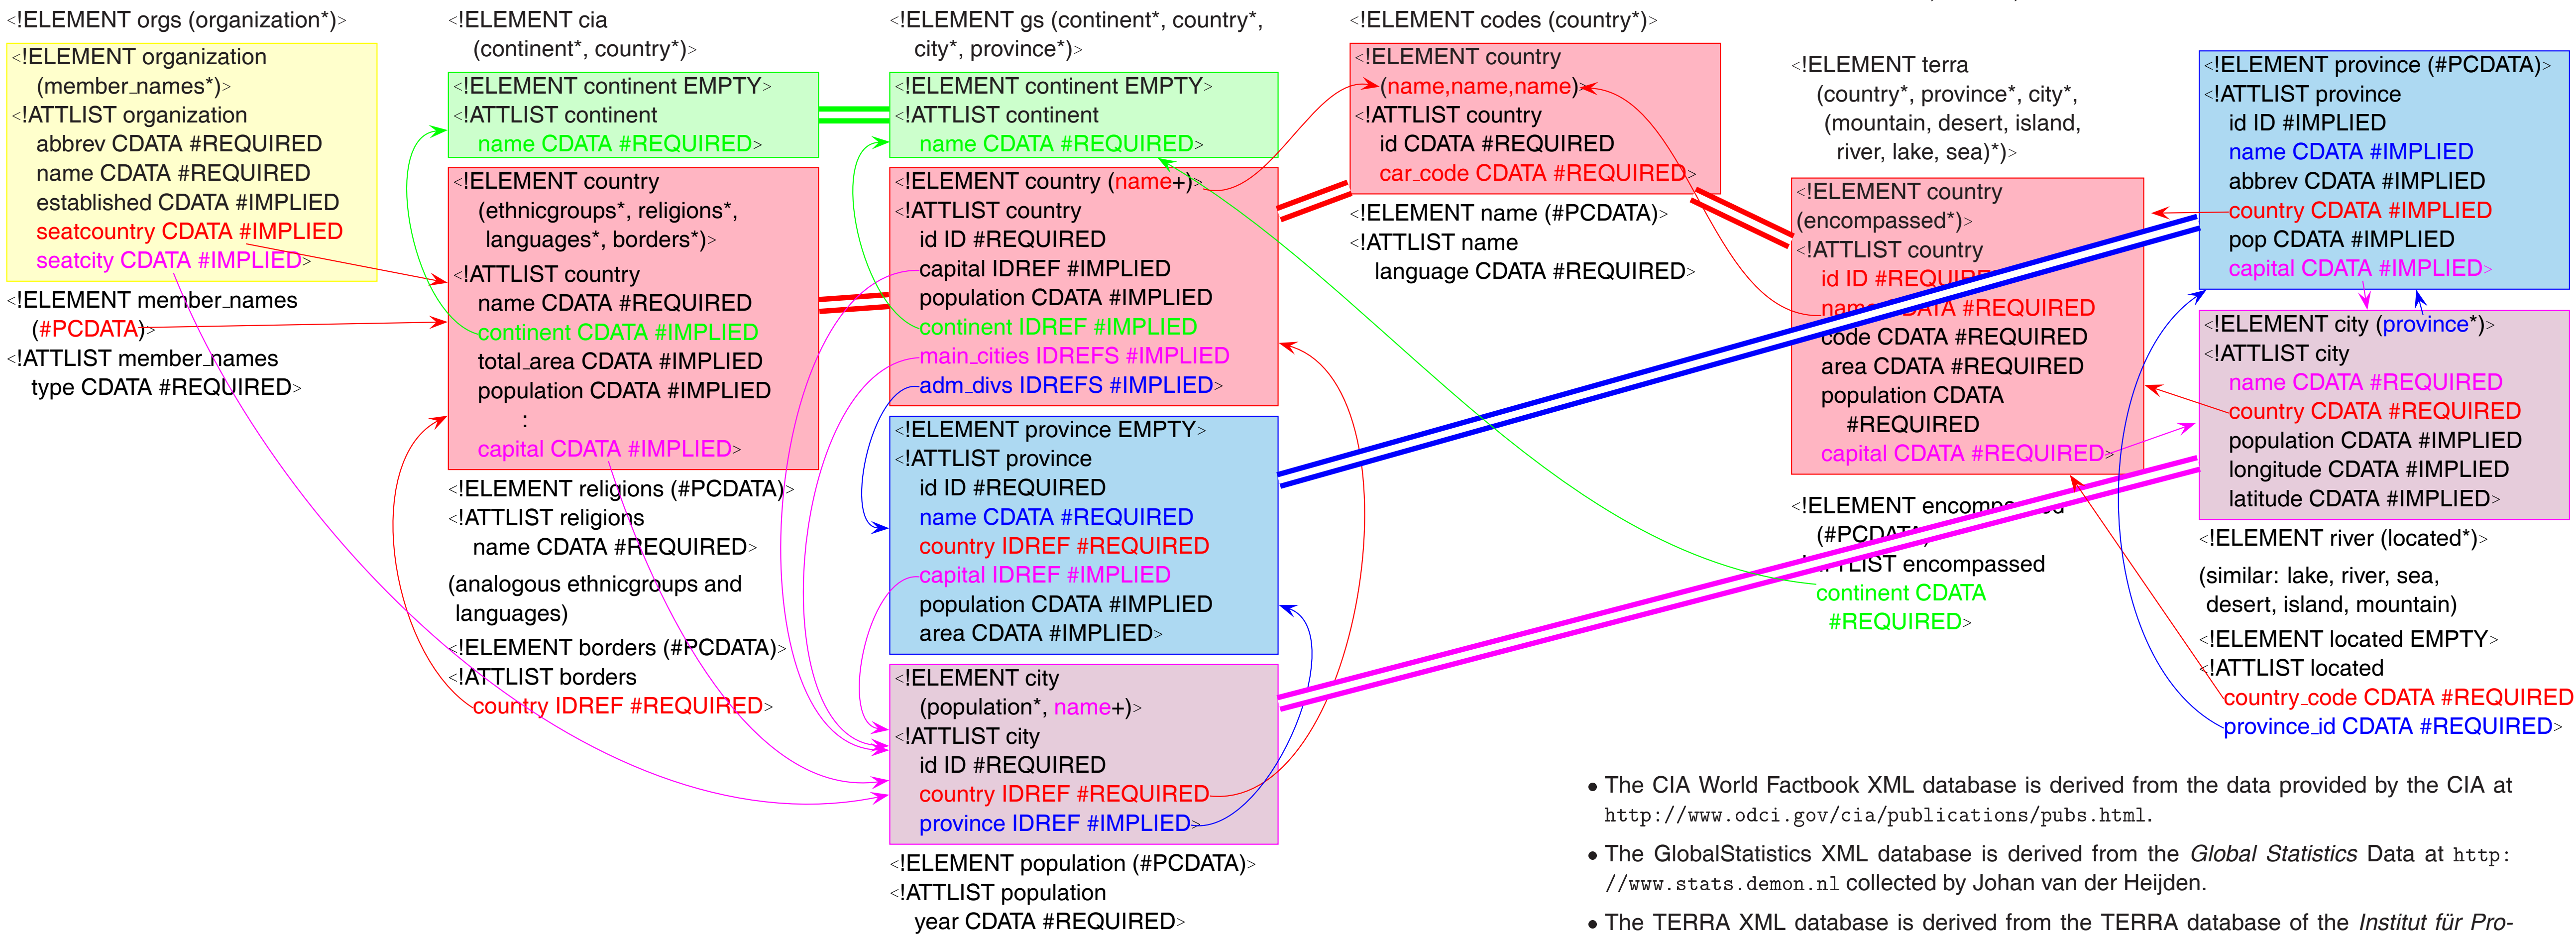 <!ELEMENT orgs (organization*)>
<!ELEMENT organization
(member_names*)>
<!ATTLIST organization
abbrev CDATA #REQUIRED
name CDATA #REQUIRED
established CDATA #IMPLIED
seatcountry CDATA #IMPLIED
seatcity CDATA #IMPLIED>
<!ELEMENT member_names
(#PCDATA)>
<!ATTLIST member_names
type CDATA #REQUIRED>
<!ELEMENT cia
(continent*, country*)>
<!ELEMENT continent EMPTY>
<!ATTLIST continent
name CDATA #REQUIRED>
<!ELEMENT country
(ethnicgroups*, religions*,
languages*, borders*)>
<!ATTLIST country
name CDATA #REQUIRED
continent CDATA #IMPLIED
total_area CDATA #IMPLIED
population CDATA #IMPLIED
:
capital CDATA #IMPLIED>
<!ELEMENT religions (#PCDATA)>
<!ATTLIST religions
name CDATA #REQUIRED>
(analogous ethnicgroups and
languages)
<!ELEMENT borders (#PCDATA)>
<!ATTLIST borders
country IDREF #REQUIRED>
<!ELEMENT gs (continent*, country*,
city*, province*)>
<!ELEMENT continent EMPTY>
<!ATTLIST continent
name CDATA #REQUIRED>
<!ELEMENT country (name+)>
<!ATTLIST country
id ID #REQUIRED
capital IDREF #IMPLIED
population CDATA #IMPLIED
continent IDREF #IMPLIED
main_cities IDREFS #IMPLIED
adm_divs IDREFS #IMPLIED>
<!ELEMENT province EMPTY>
<!ATTLIST province
id ID #REQUIRED
name CDATA #REQUIRED
country IDREF #REQUIRED
capital IDREF #IMPLIED
population CDATA #IMPLIED
area CDATA #IMPLIED>
<!ELEMENT city
(population*, name+)>
<!ATTLIST city
id ID #REQUIRED
country IDREF #REQUIRED
province IDREF #IMPLIED>
<!ELEMENT population (#PCDATA)>
<!ATTLIST population
year CDATA #REQUIRED>
<!ELEMENT codes (country*)>
<!ELEMENT country
(name,name,name)>
<!ATTLIST country
id CDATA #REQUIRED
car_code CDATA #REQUIRED>
<!ELEMENT name (#PCDATA)>
<!ATTLIST name
language CDATA #REQUIRED>
<!ELEMENT terra
(country*, province*, city*,
(mountain, desert, island,
river, lake, sea)*)>
<!ELEMENT country
(encompassed*)>
<!ATTLIST country
id ID #REQUIRED
name CDATA #REQUIRED
code CDATA #REQUIRED
area CDATA #REQUIRED
population CDATA
#REQUIRED
capital CDATA #REQUIRED>
<!ELEMENT encompassed
(#PCDATA)>
<!ATTLIST encompassed
continent CDATA
#REQUIRED>
<!ELEMENT province (#PCDATA)>
<!ATTLIST province
id ID #IMPLIED
name CDATA #IMPLIED
abbrev CDATA #IMPLIED
country CDATA #IMPLIED
pop CDATA #IMPLIED
capital CDATA #IMPLIED>
<!ELEMENT city (province*)>
<!ATTLIST city
name CDATA #REQUIRED
country CDATA #REQUIRED
population CDATA #IMPLIED
longitude CDATA #IMPLIED
latitude CDATA #IMPLIED>
<!ELEMENT river (located*)>
(similar: lake, river, sea,
desert, island, mountain)
<!ELEMENT located EMPTY>
<!ATTLIST located
country_code CDATA #REQUIRED
province_id CDATA #REQUIRED>
• The CIA World Factbook XML database is derived from the data provided by the CIA at
http://www.odci.gov/cia/publications/pubs.html.
• The GlobalStatistics XML database is derived from the Global Statistics Data at http:
//www.stats.demon.nl collected by Johan van der Heijden.
• The TERRA XML database is derived from the TERRA database of the Institut für Pro-